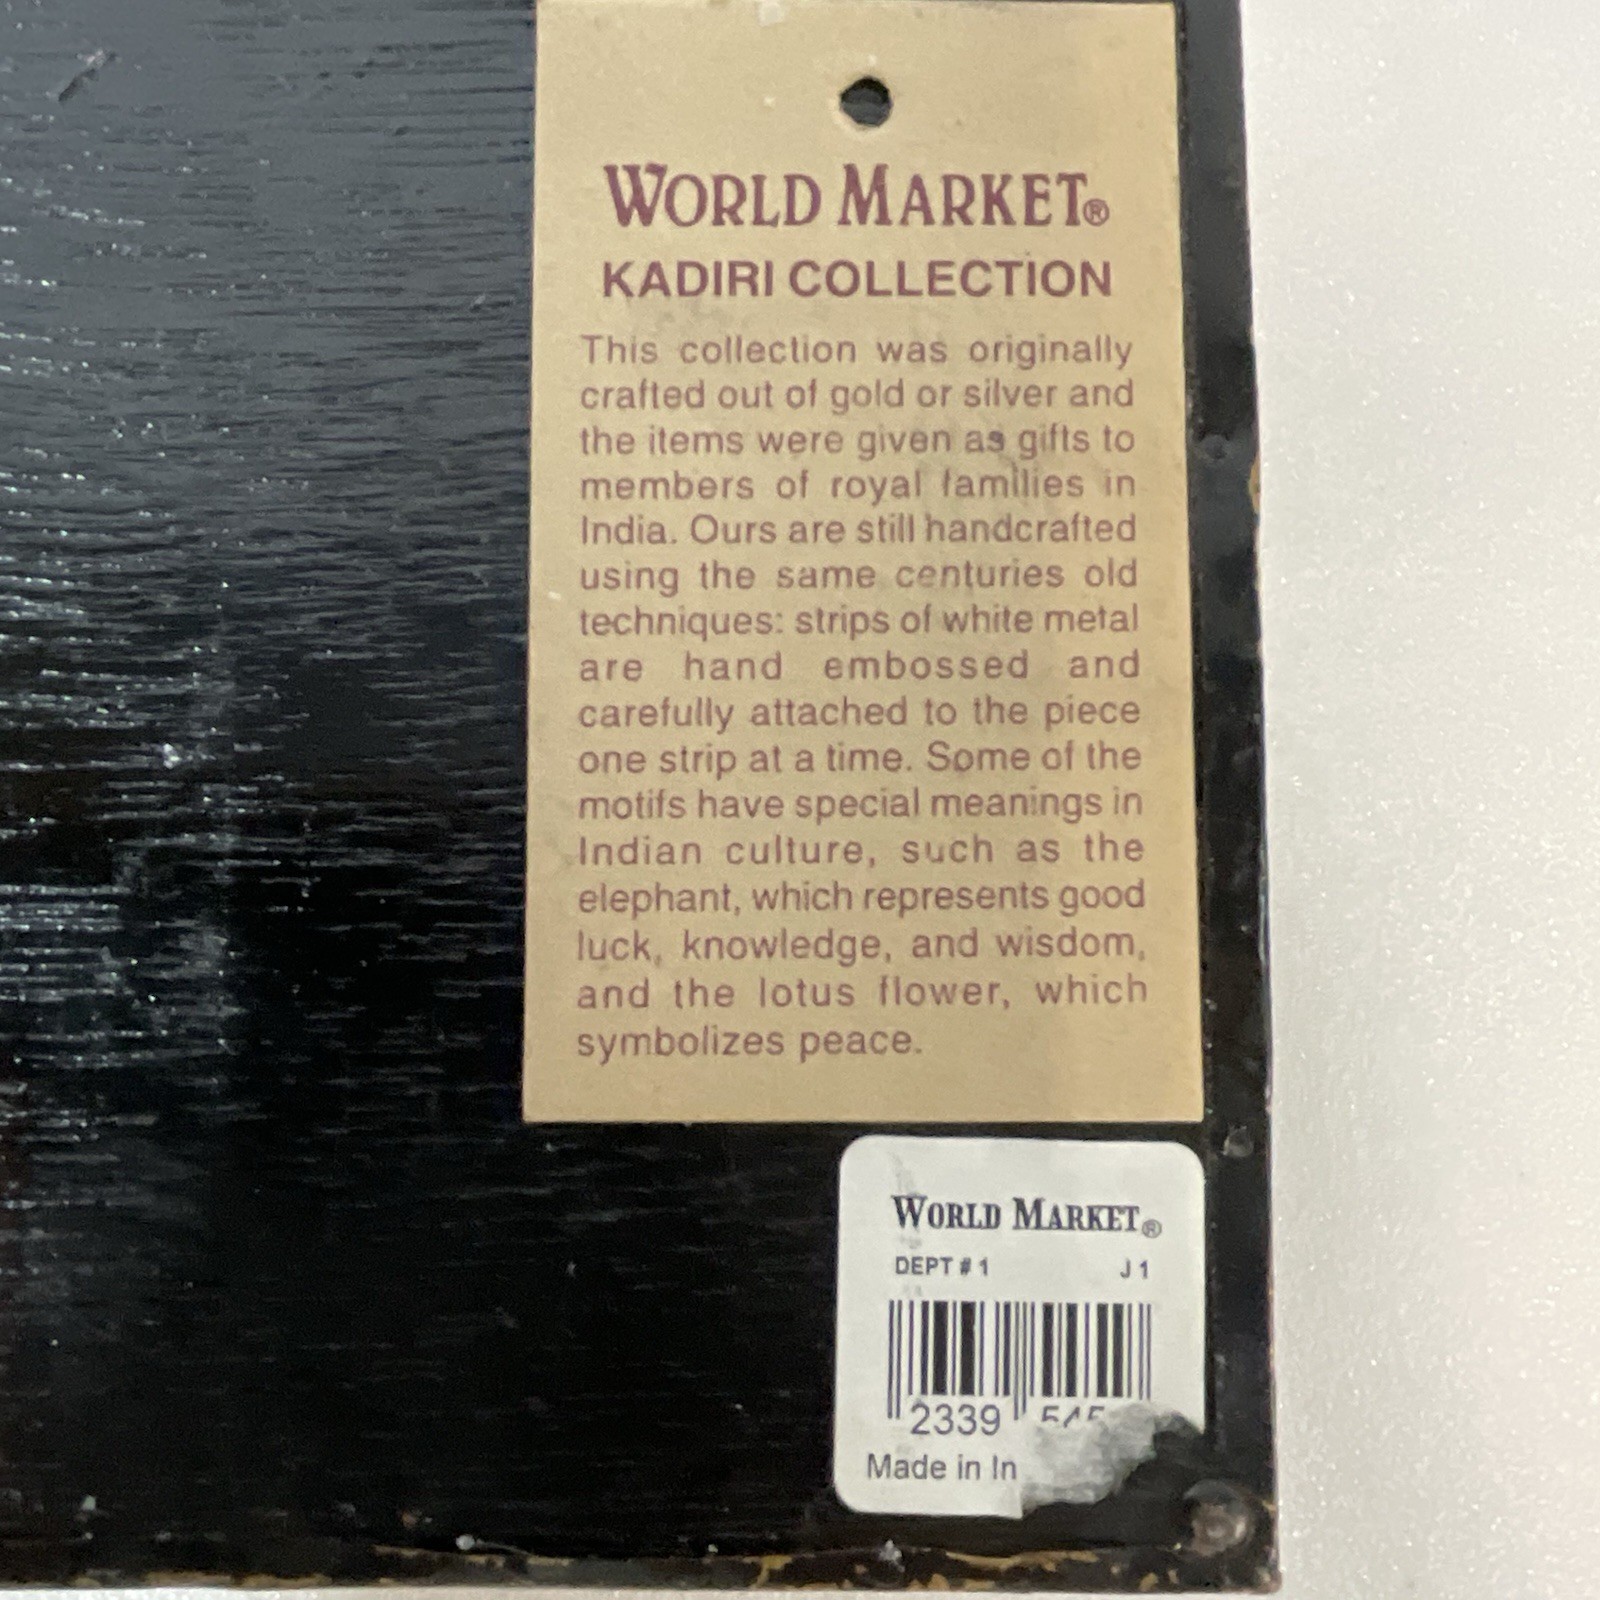 WORLD MARKET®
KADIRI COLLECTION
This collection was originally
crafted out of gold or silver and
the items were given as gifts to
members of royal families in
India. Ours are still handcrafted
using the same centuries old
techniques: strips of white metal
are hand embossed and
carefully attached to the piece
one strip at a time. Some of the
motifs have special meanings in
Indian culture, such as the
elephant, which represents good
luck, knowledge, and wisdom,
and the lotus flower, which
symbolizes peace.
WORLD MARKET®
DEPT # 1 J 1
2339
Made in In